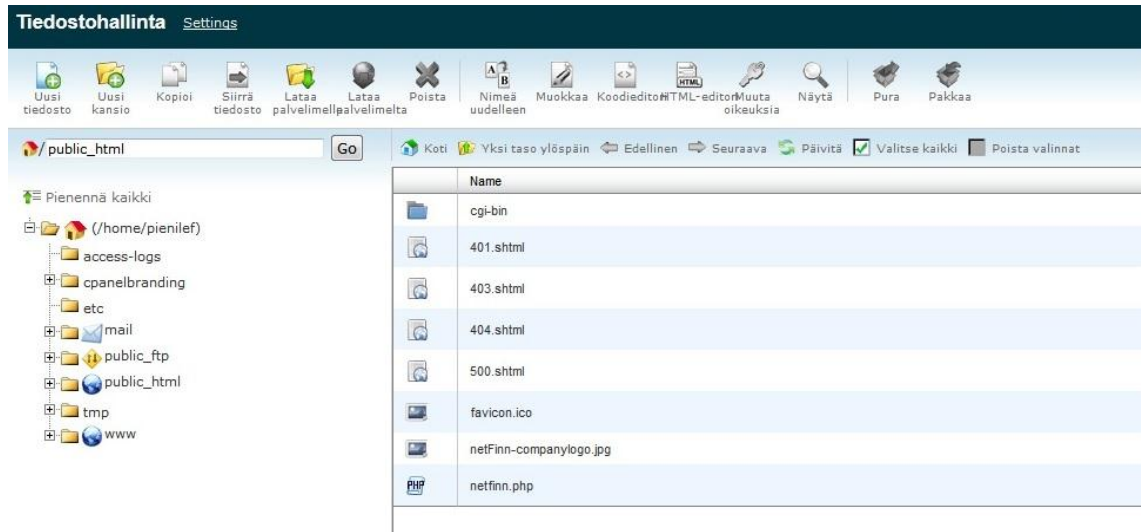 Tiedostohallinta Settings
Uusi tiedosto
Uusi kansio
Kopioi
Siirrä tiedosto
Lataa palvelimelle
Lataa palvelimelta
Poista
Nimeä uudelleen
Muokkaa
Koodieditori
HTML-editori
Muuta oikeuksia
Näytä
Pura
Pakkaa
/ public_html Go
Koti Yksi taso ylöspäin Edellinen Seuraava Päivitä Valitse kaikki Poista valinnat
Pienennä kaikki
(/home/pienilef)
access-logs
cpanelbranding
etc
mail
public_ftp
public_html
tmp
www
Name
cgi-bin
401.shtml
403.shtml
404.shtml
500.shtml
favicon.ico
netFinn-companylogo.jpg
netfinn.php